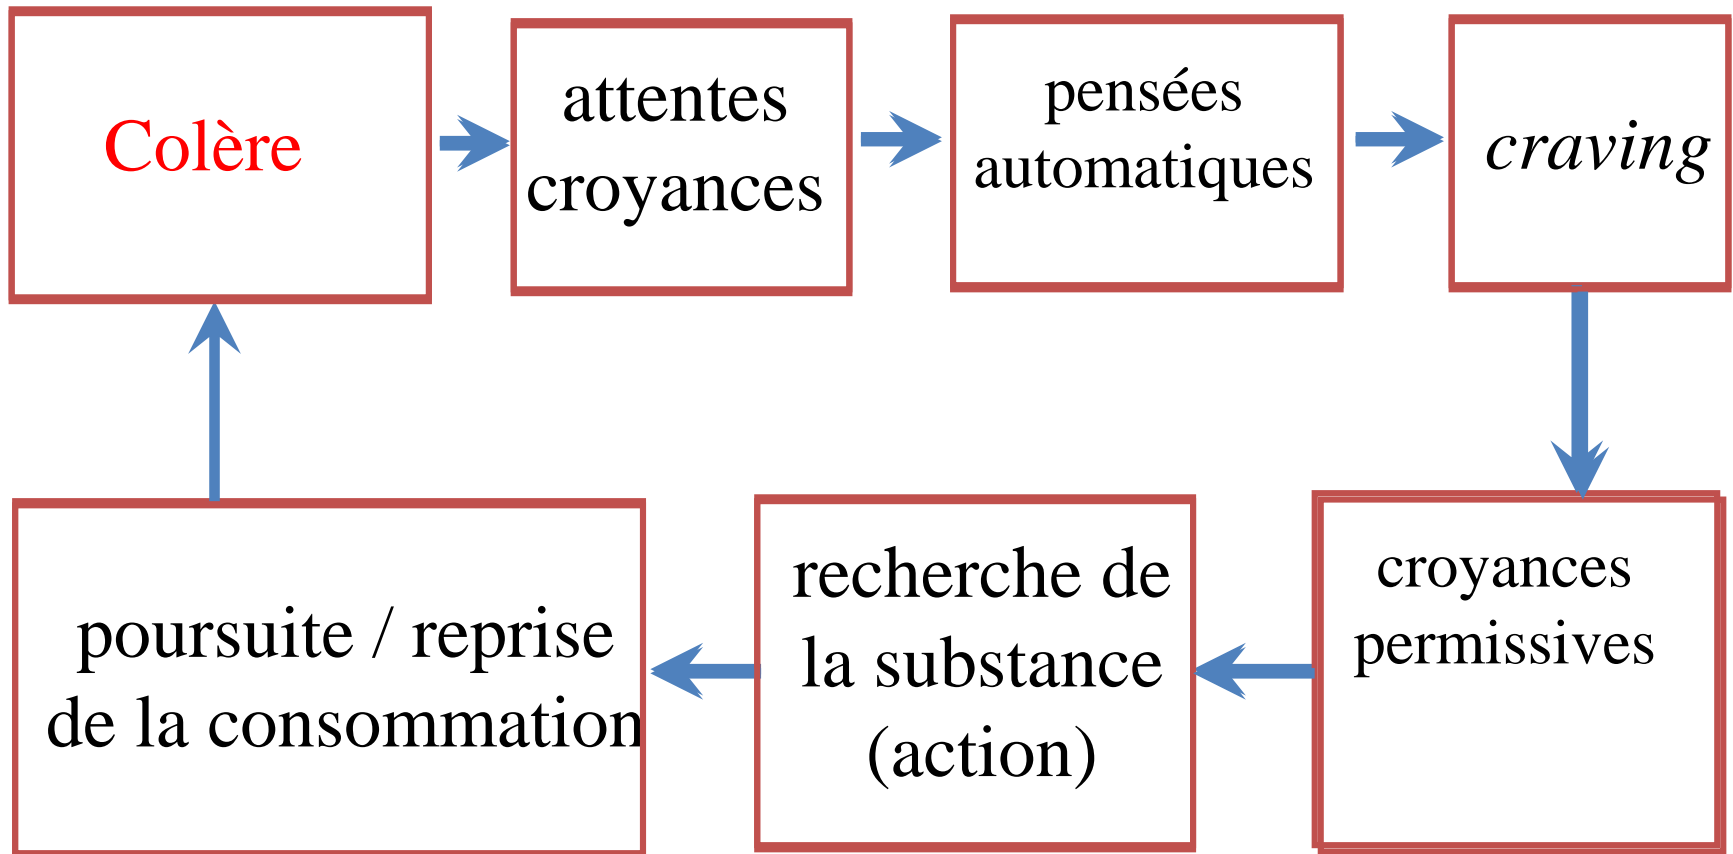 Colère
attentes
croyances
pensées
automatiques
craving
croyances
permissives
recherche de
la substance
(action)
poursuite / reprise
de la consommation